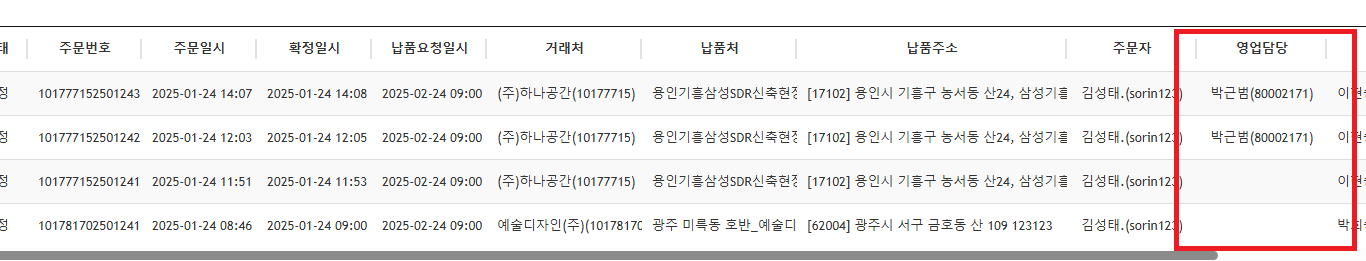 태 주문번호 주문일시 확정일시 납품요청일시 거래처 납품처 납품주소 주문자 영업담당
정 101777152501243 2025-01-24 14:07 2025-01-24 14:08 2025-02-24 09:00 (주)하나공간(10177715) 용인기흥삼성SDR신축현장 [17102] 용인시 기흥구 농서동 산24, 삼성기흥 김성태.(sorin123) 박근범(80002171)
정 101777152501242 2025-01-24 12:03 2025-01-24 12:05 2025-02-24 09:00 (주)하나공간(10177715) 용인기흥삼성SDR신축현장 [17102] 용인시 기흥구 농서동 산24, 삼성기흥 김성태.(sorin123) 박근범(80002171)
정 101777152501241 2025-01-24 11:51 2025-01-24 11:53 2025-02-24 09:00 (주)하나공간(10177715) 용인기흥삼성SDR신축현장 [17102] 용인시 기흥구 농서동 산24, 삼성기흥 김성태.(sorin123)
정 101781702501241 2025-01-24 08:46 2025-01-24 09:00 2025-02-24 09:00 예술디자인(주)(10178170 광주 미륵동 호반_예술디 [62004] 광주시 서구 금호동 산 109 123123 김성태.(sorin123)